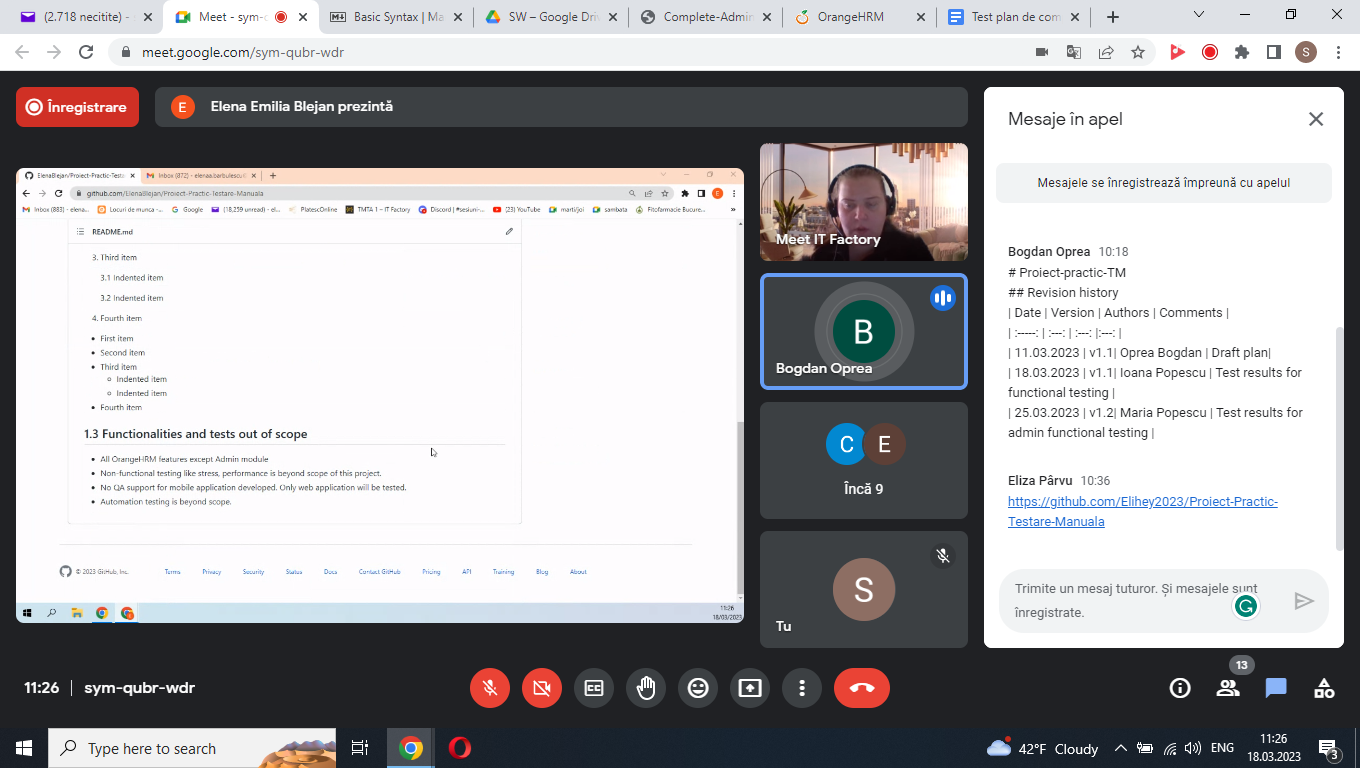 (2.718 necitite) -
Meet - sym-q
Basic Syntax | Ma
SW – Google Dri
Complete-Admin
OrangeHRM
Test plan de com
meet.google.com/sym-qubr-wdr
S
Înregistrare
E
Elena Emilia Blejan prezintă
ElenaBlejan/Proiect-Practic-Testa
Inbox (872) - elenaa.barbulescu
github.com/ElenaBlejan/Proiect-Practic-Testare-Manuala
Inbox (883) - elena...
Locuri de munca -...
Google
(18,259 unread) - el...
PlatescOnline
TMTA 1 – IT Factory
Discord | #sesiuni-...
(23) YouTube
marti/joi
sambata
Fitofarmacie Bucure...
»
README.md
3. Third item
3.1 Indented item
3.2 Indented item
4. Fourth item
First item
Second item
Third item
Indented item
Indented item
Fourth item
1.3 Functionalities and tests out of scope
All OrangeHRM features except Admin module
Non-functional testing like stress, performance is beyond scope of this project.
No QA support for mobile application developed. Only web application will be tested.
Automation testing is beyond scope.
© 2023 GitHub, Inc.
Terms
Privacy
Security
Status
Docs
Contact GitHub
Pricing
API
Training
Blog
About
11:26
18/03/2023
Meet IT Factory
B
Bogdan Oprea
C
E
Încă 9
S
Tu
Mesaje în apel
Mesajele se înregistrează împreună cu apelul
Bogdan Oprea 10:18
# Proiect-practic-TM
## Revision history
| Date | Version | Authors | Comments |
| :-----: | :---: | :---: |:---: |
| 11.03.2023 | v1.1| Oprea Bogdan | Draft plan|
| 18.03.2023 | v1.1| Ioana Popescu | Test results for
functional testing |
| 25.03.2023 | v1.2| Maria Popescu | Test results for
admin functional testing |
Eliza Pârvu 10:36
https://github.com/Elihey2023/Proiect-Practic-
Testare-Manuala
Trimite un mesaj tuturor. Și mesajele sunt
înregistrate.
11:26 | sym-qubr-wdr
13
Type here to search
42°F Cloudy
ENG
11:26
18.03.2023
3